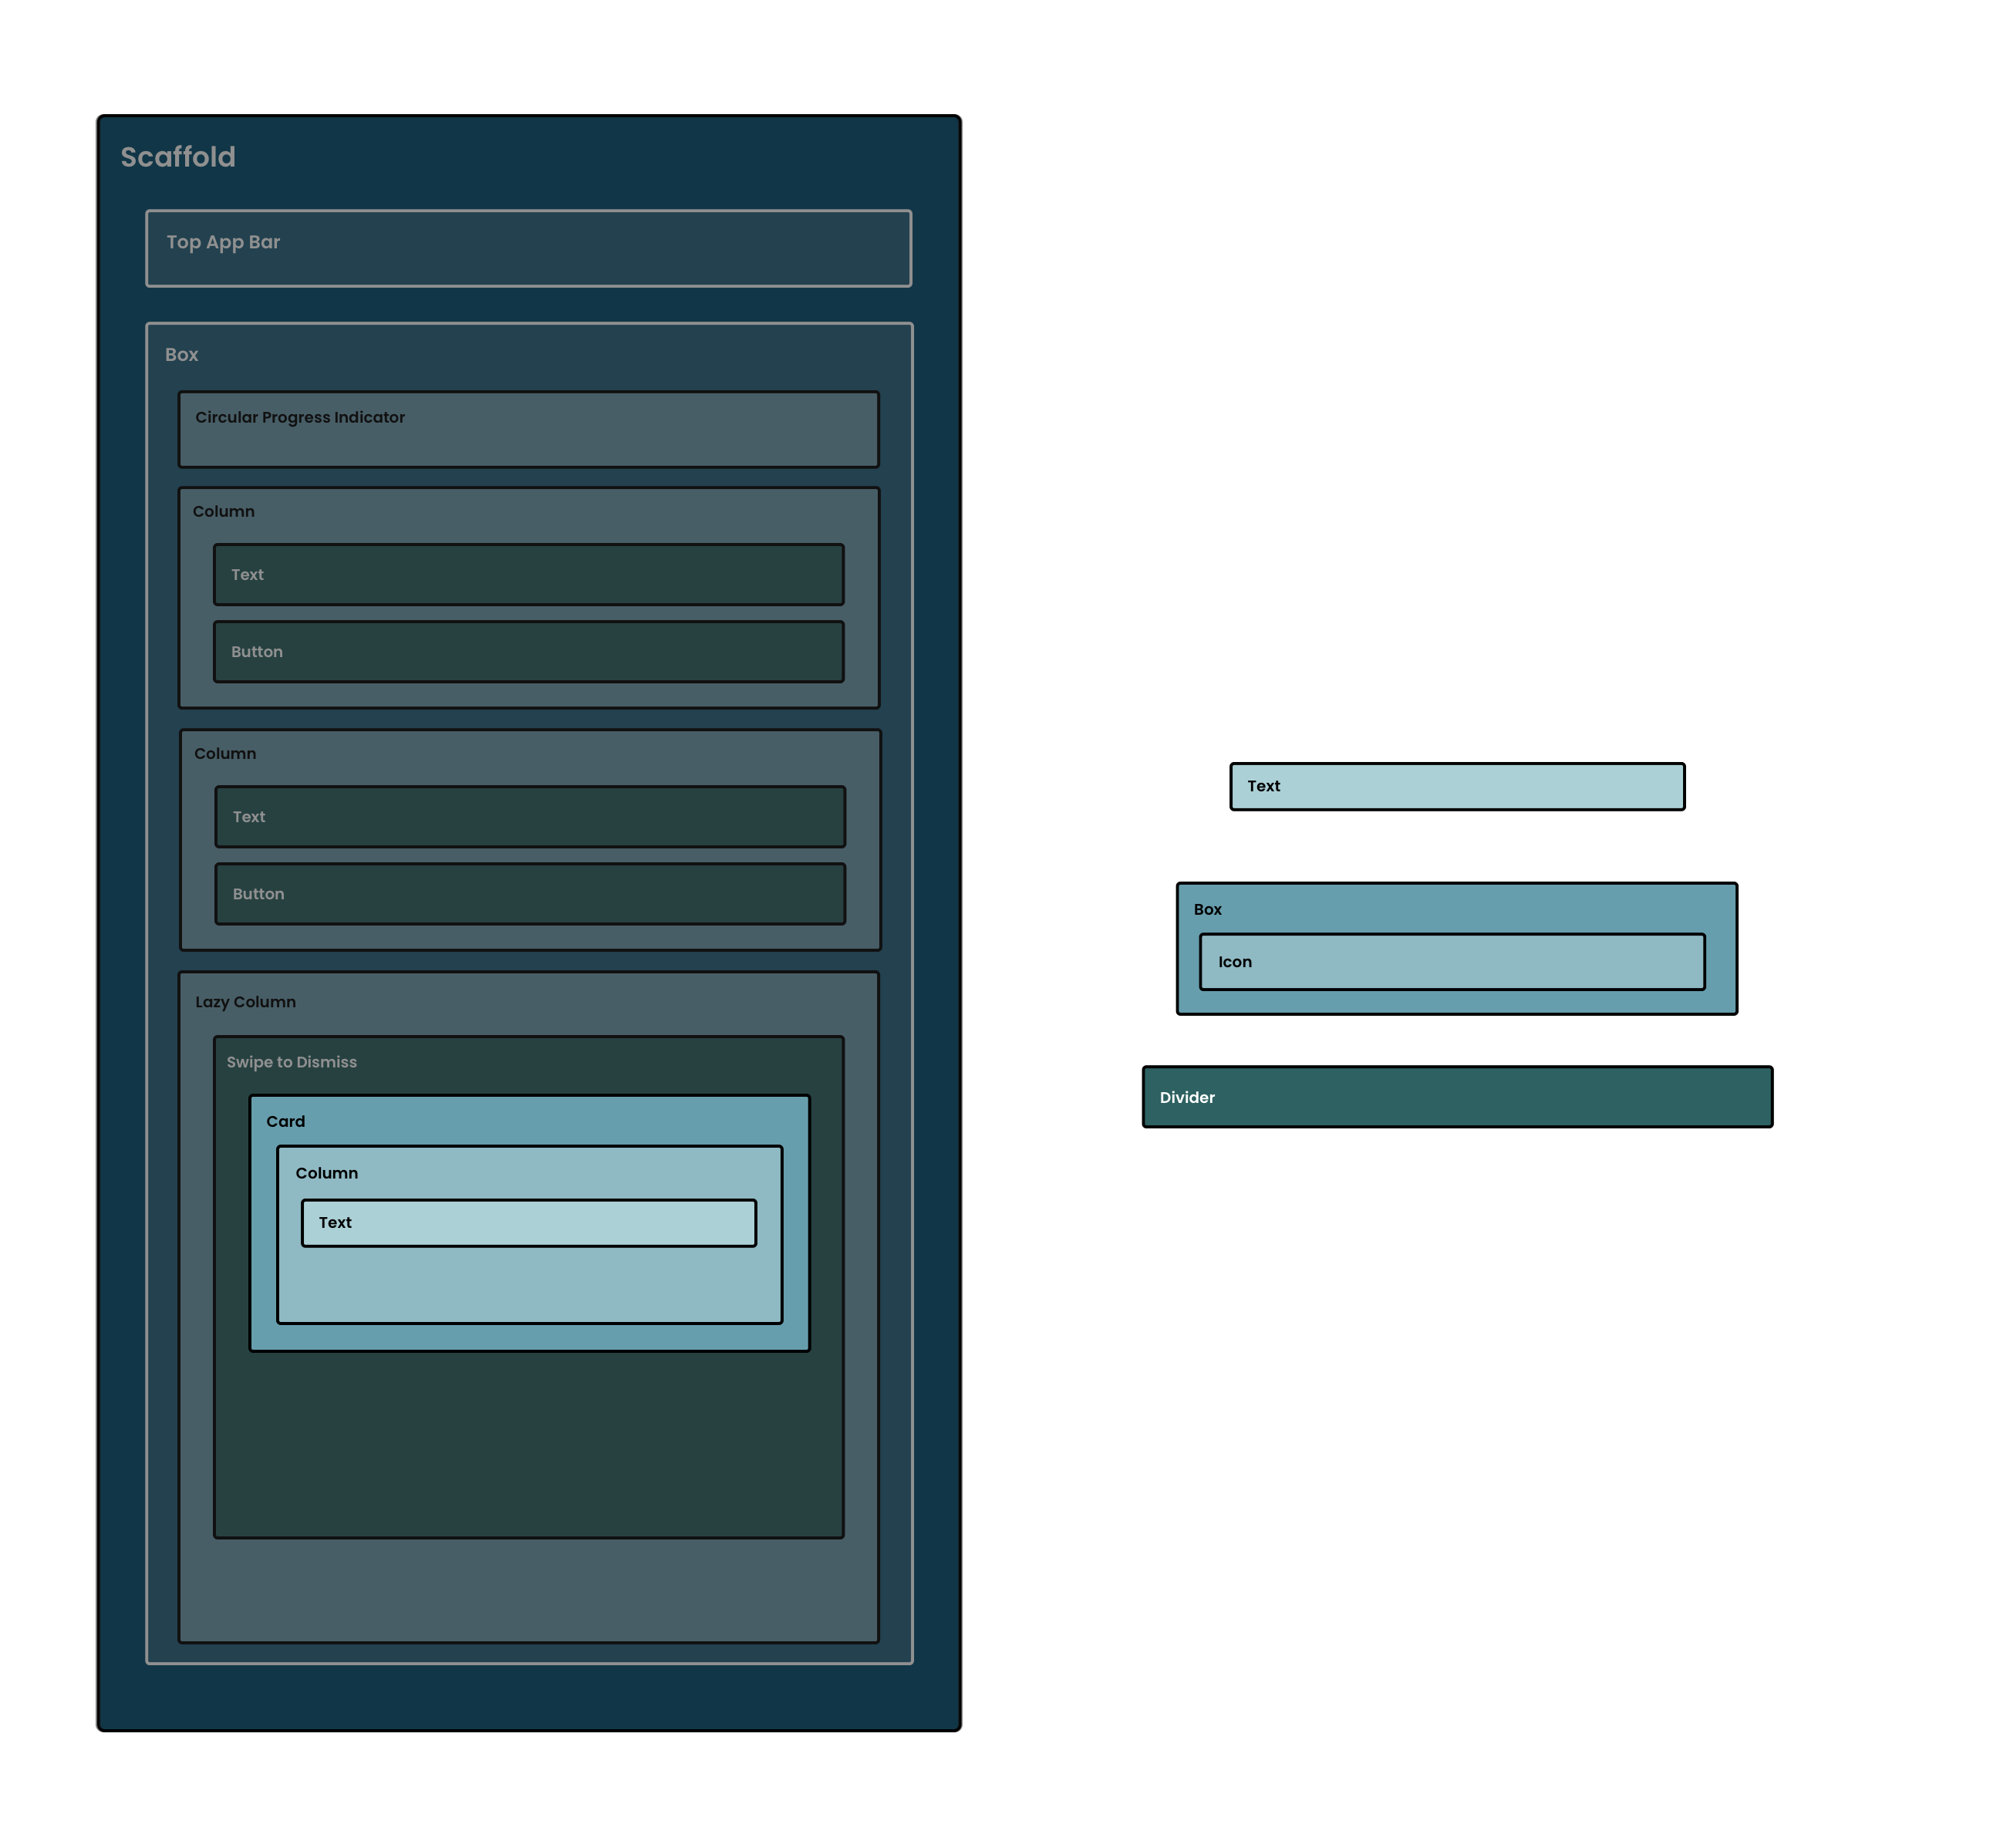 Scaffold
Top App Bar
Box
Circular Progress Indicator
Column
Text
Button
Column
Text
Button
Lazy Column
Swipe to Dismiss
Card
Column
Text
Text
Box
Icon
Divider